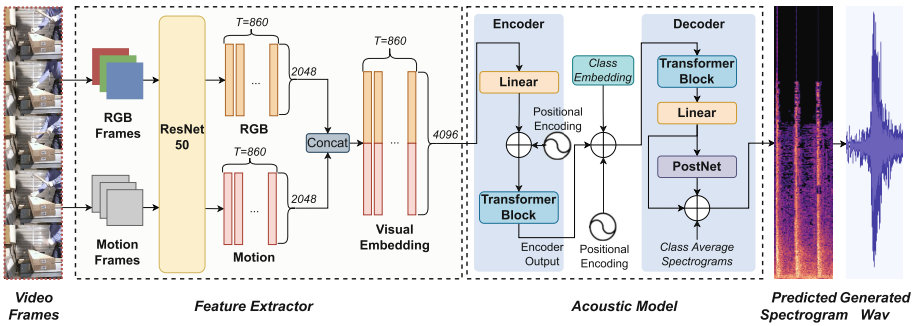 T=860
RGB
Frames
ResNet
50
2048
RGB
T=860
Concat
2048
Motion
Frames
Motion
T=860
4096
Visual
Embedding
Encoder
Linear
Positional
Encoding
Transformer
Block
Encoder
Output
Class
Embedding
Positional
Encoding
Decoder
Transformer
Block
Linear
PostNet
Class Average
Spectrograms
Video
Frames
Feature Extractor
Acoustic Model
Predicted
Spectrogram
Generated
Wav